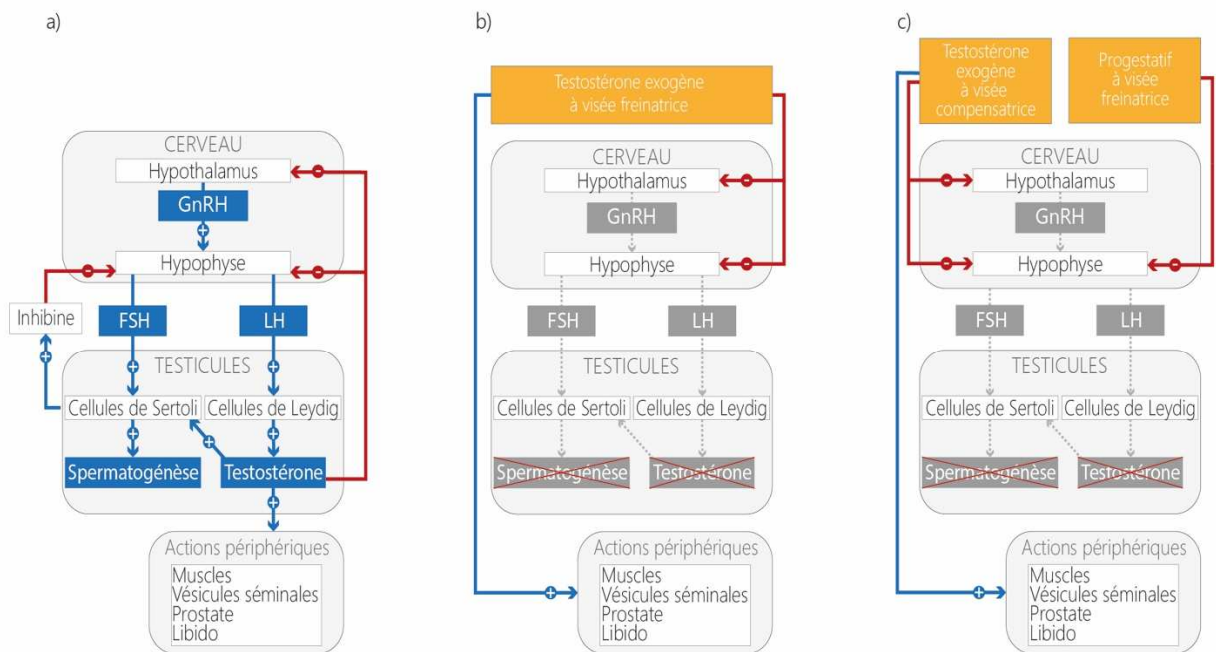 a)
CERVEAU
Hypothalamus
GnRH
Hypophyse
Inhibine
FSH
LH
TESTICULES
Cellules de Sertoli
Cellules de Leydig
Spermatogénèse
Testostérone
Actions périphériques
Muscles
Vésicules séminales
Prostate
Libido
b)
Testostérone exogène
à visée freinatrice
CERVEAU
Hypothalamus
GnRH
Hypophyse
FSH
LH
TESTICULES
Cellules de Sertoli
Cellules de Leydig
Spermatogénèse
Testostérone
Actions périphériques
Muscles
Vésicules séminales
Prostate
Libido
c)
Testostérone
exogène
à visée
compensatrice
Progestatif
à visée
freinatrice
CERVEAU
Hypothalamus
GnRH
Hypophyse
FSH
LH
TESTICULES
Cellules de Sertoli
Cellules de Leydig
Spermatogénèse
Testostérone
Actions périphériques
Muscles
Vésicules séminales
Prostate
Libido